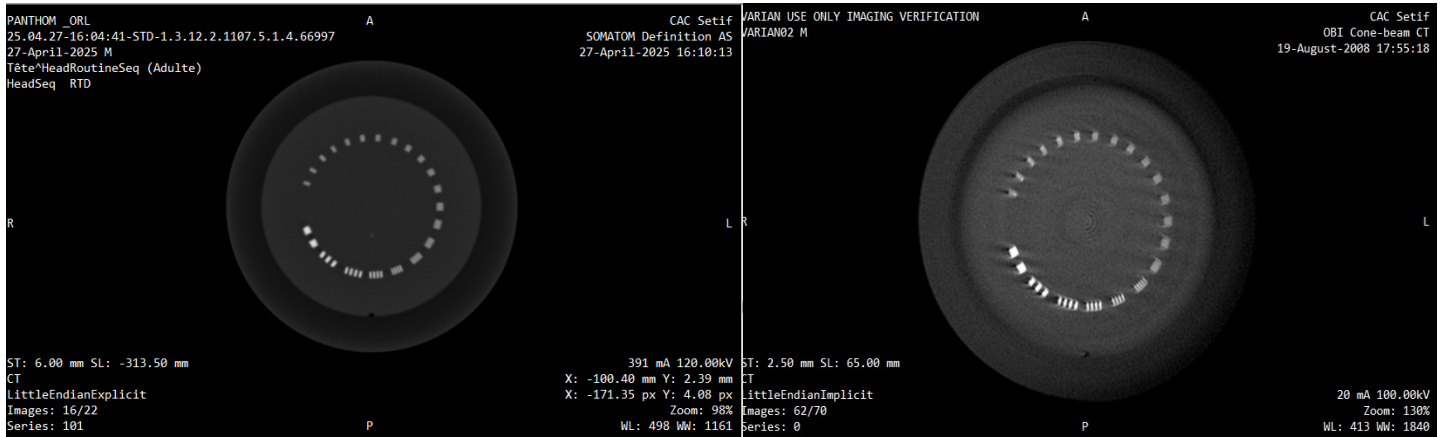 PANTHOM _ORL
25.04.27-16:04:41-STD-1.3.12.2.1107.5.1.4.66997
27-April-2025 M
Tête^HeadRoutineSeq (Adulte)
HeadSeq RTD
A
CAC Setif
SOMATOM Definition AS
27-April-2025 16:10:13
R
L
ST: 6.00 mm SL: -313.50 mm
CT
LittleEndianExplicit
Images: 16/22
Series: 101
P
391 mA 120.00kV
X: -100.40 mm Y: 2.39 mm
X: -171.35 px Y: 4.08 px
Zoom: 98%
WL: 498 WW: 1161
VARIAN USE ONLY IMAGING VERIFICATION
VARIAN02 M
A
CAC Setif
OBI Cone-beam CT
19-August-2008 17:55:18
R
L
ST: 2.50 mm SL: 65.00 mm
CT
LittleEndianImplicit
Images: 62/70
Series: 0
P
20 mA 100.00kV
Zoom: 130%
WL: 413 WW: 1840